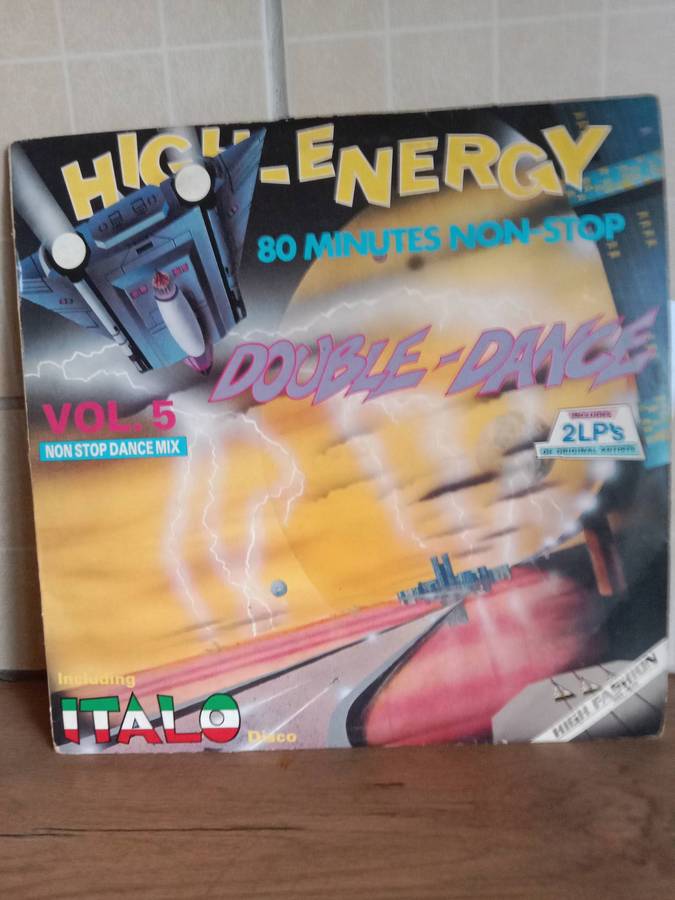 HIGH-ENERGY
80 MINUTES NON-STOP
DOUBLE-DANCE
VOL. 5
NON STOP DANCE MIX
INCLUDES
2LP's
OF ORIGINAL ARTISTS
Including
ITALO
Disco
HIGH FASHION